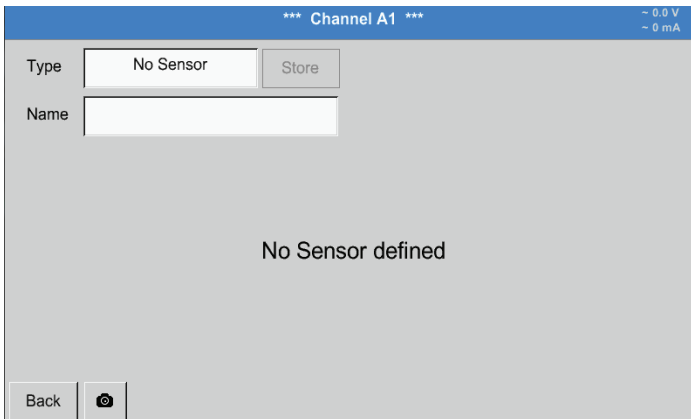 *** Channel A1 ***
~ 0.0 V
~ 0 mA
Type
No Sensor
Store
Name
No Sensor defined
Back